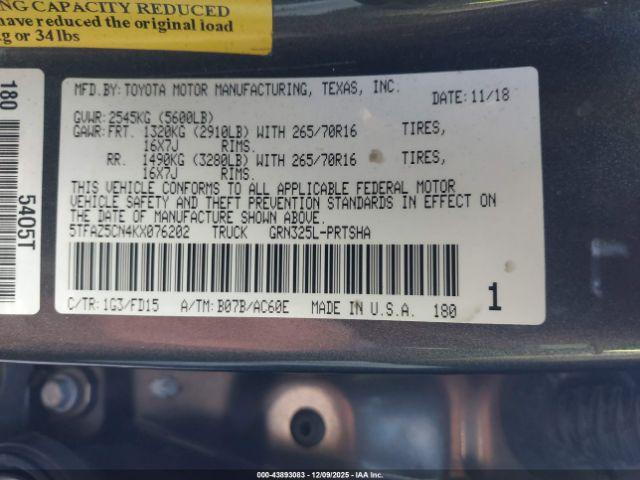 NG CAPACITY REDUCED
have reduced the original load
g or 34lbs
180
5405T
MFD.BY:TOYOTA MOTOR MANUFACTURING, TEXAS, INC.
DATE:11/18
GVWR:2545KG (5600LB)
GAWR:FRT. 1320KG (2910LB) WITH 265/70R16 TIRES,
16X7J RIMS.
RR. 1490KG (3280LB) WITH 265/70R16 TIRES,
16X7J RIMS.
THIS VEHICLE CONFORMS TO ALL APPLICABLE FEDERAL MOTOR
VEHICLE SAFETY AND THEFT PREVENTION STANDARDS IN EFFECT ON
THE DATE OF MANUFACTURE SHOWN ABOVE.
5TFAZ5CN4KX076202 TRUCK GRN325L-PRTSHA
C/TR:1G3/FD15 A/TM:B07B/AC60E MADE IN U.S.A. 180
1
000-43893083 - 12/09/2025 - IAA Inc.